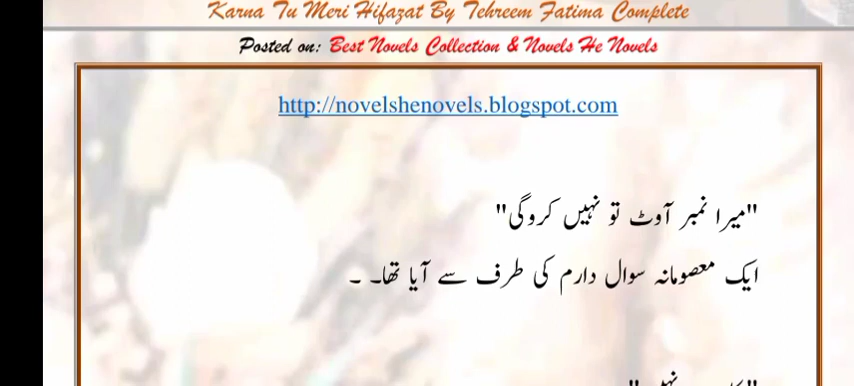 Karna Tu Meri Hifazat By Tehreem Fatima Complete
Posted on: Best Novels Collection & Novels He Novels
http://novelshenovels.blogspot.com
"میرا نمبر آوٹ تو نہیں کروگی"
ایک معصومانہ سوال دارم کی طرف سے آیا تھا۔ ۔